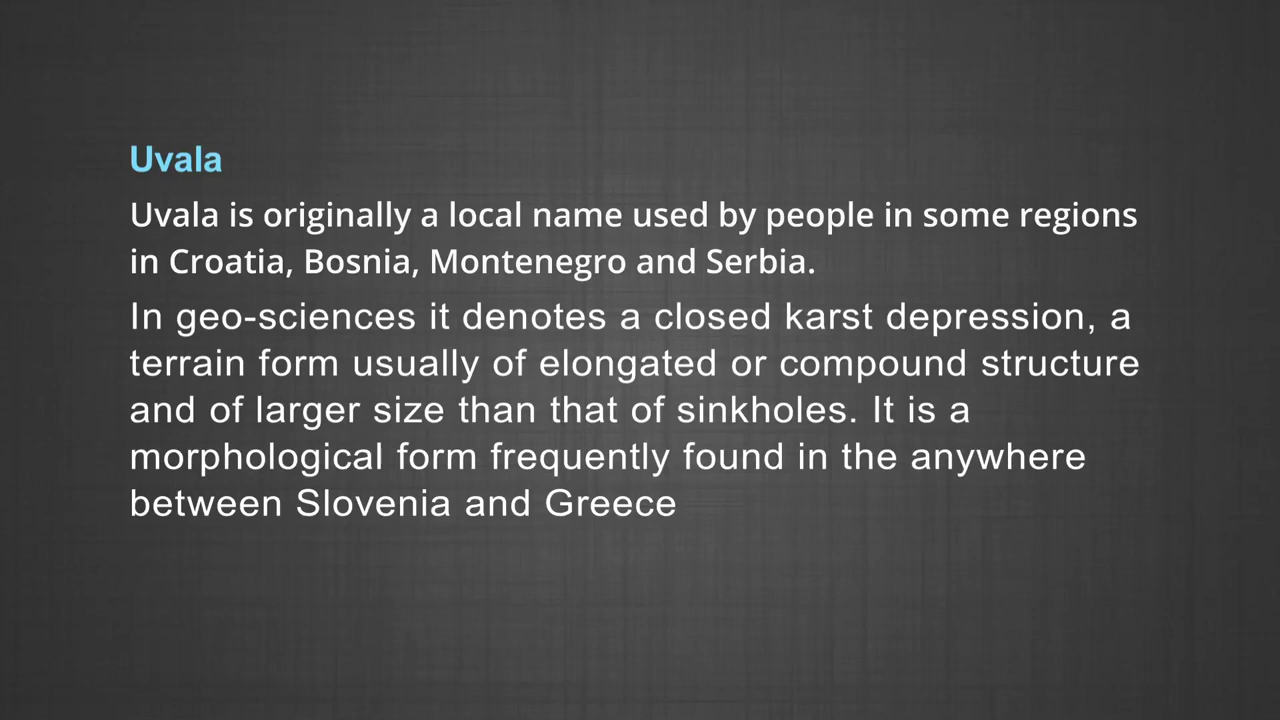 Uvala
Uvala is originally a local name used by people in some regions
in Croatia, Bosnia, Montenegro and Serbia.
In geo-sciences it denotes a closed karst depression, a
terrain form usually of elongated or compound structure
and of larger size than that of sinkholes. It is a
morphological form frequently found in the anywhere
between Slovenia and Greece